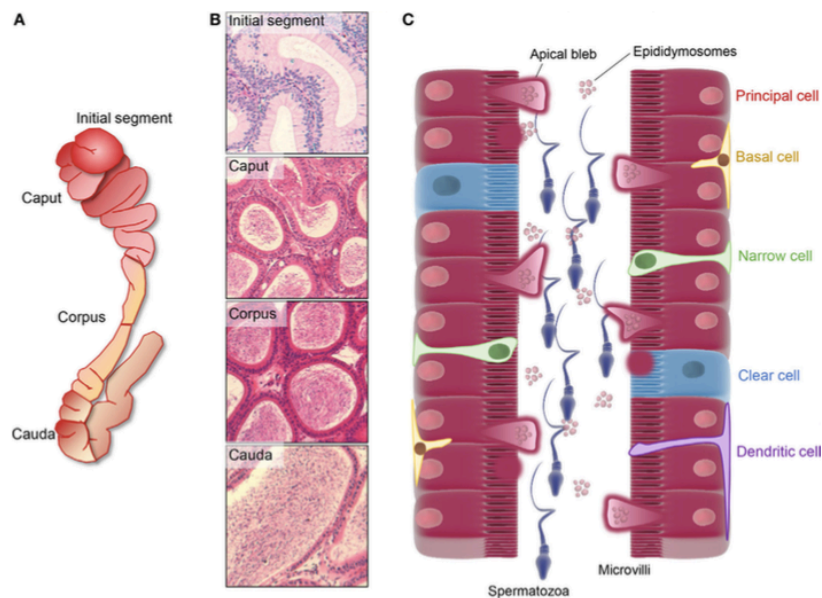 A
Initial segment
Caput
Corpus
Cauda
B
Initial segment
Caput
Corpus
Cauda
C
Apical bleb
Epididymosomes
Principal cell
Basal cell
Narrow cell
Clear cell
Dendritic cell
Microvilli
Spermatozoa